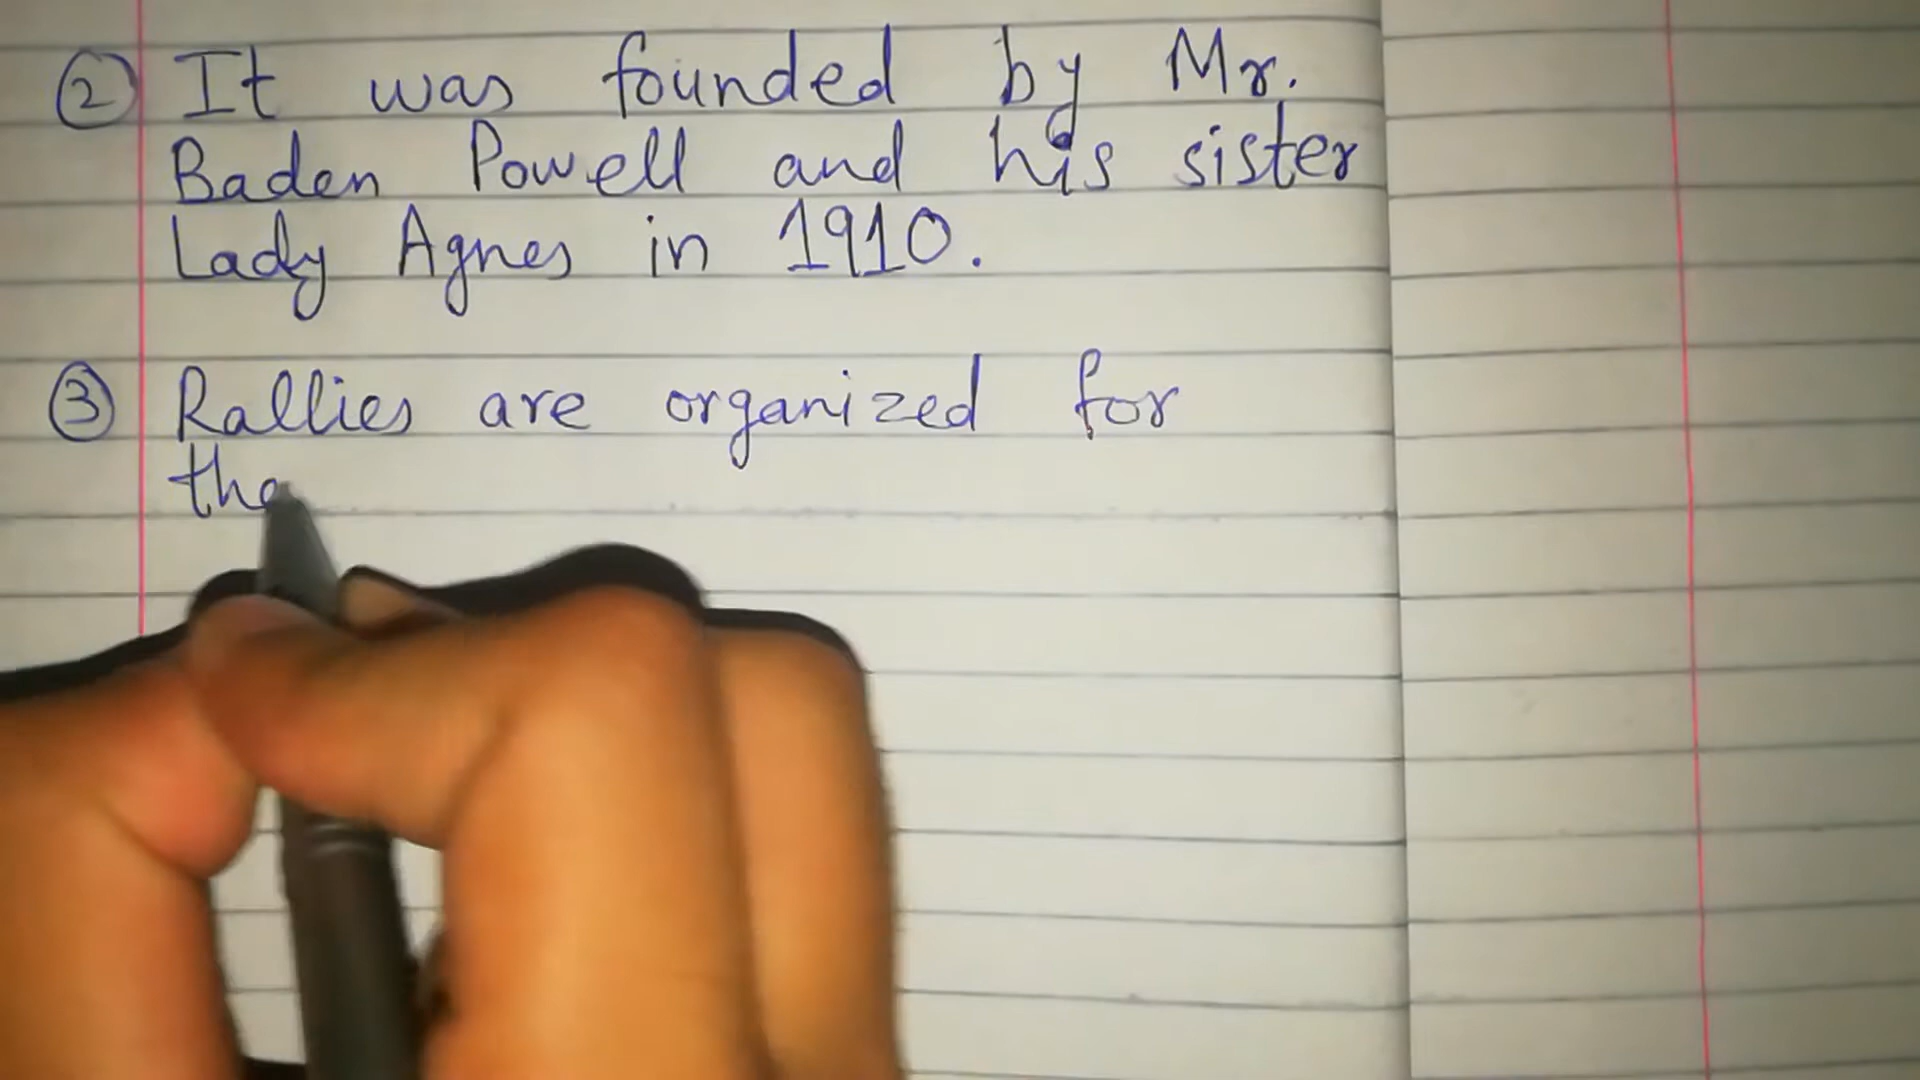 ② It was founded by Mr.
Baden Powell and his sister
Lady Agnes in 1910.
③ Rallies are organized for
the